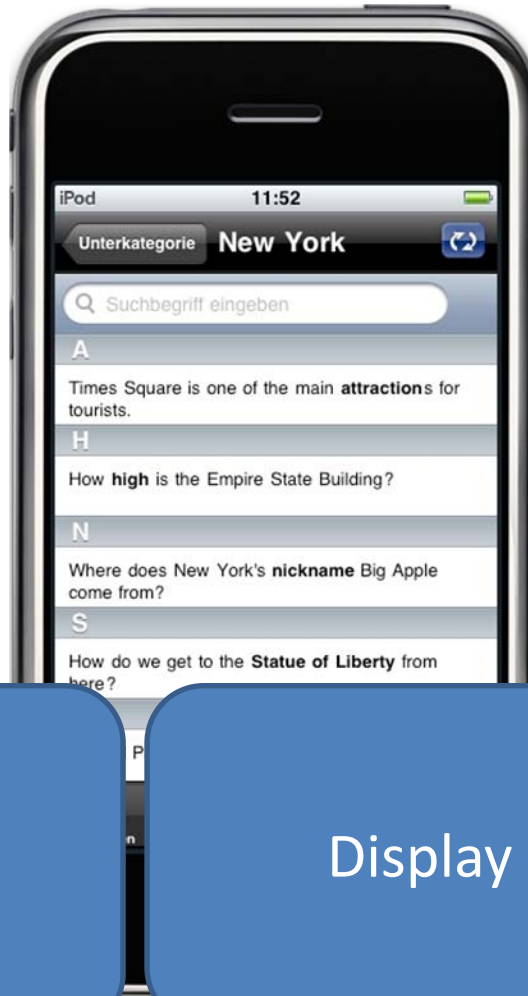 iPod 11:52
Unterkategorie New York
Suchbegriff eingeben
A
Times Square is one of the main attractions for
tourists.
H
How high is the Empire State Building?
N
Where does New York's nickname Big Apple
come from?
S
How do we get to the Statue of Liberty from
here?
P
n
Display